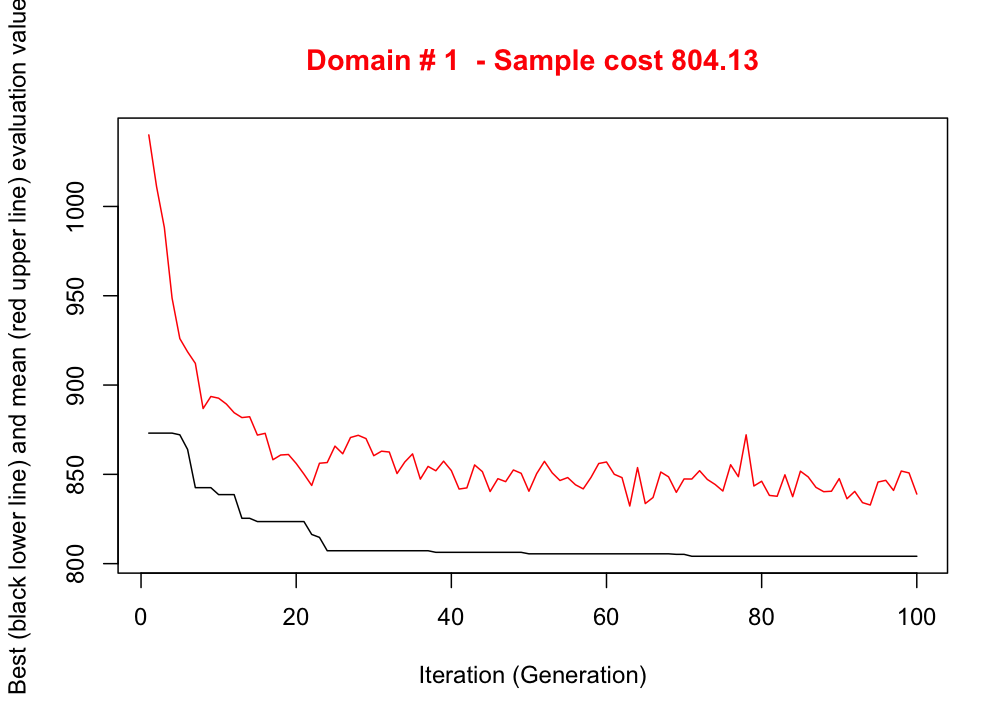 Domain # 1  - Sample cost 804.13
Best (black lower line) and mean (red upper line) evaluation value
1000
950
900
850
800
0 20 40 60 80 100
Iteration (Generation)